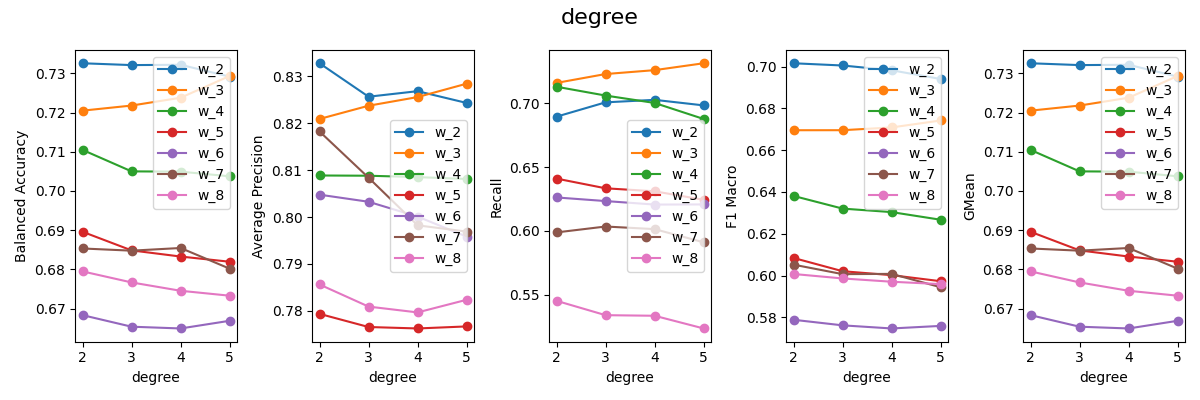 degree
Balanced Accuracy
0.73
0.72
0.71
0.70
0.69
0.68
0.67
2 3 4 5
degree
w_2
w_3
w_4
w_5
w_6
w_7
w_8
Average Precision
0.83
0.82
0.81
0.80
0.79
0.78
2 3 4 5
degree
w_2
w_3
w_4
w_5
w_6
w_7
w_8
Recall
0.70
0.65
0.60
0.55
2 3 4 5
degree
w_2
w_3
w_4
w_5
w_6
w_7
w_8
F1 Macro
0.70
0.68
0.66
0.64
0.62
0.60
0.58
2 3 4 5
degree
w_2
w_3
w_4
w_5
w_6
w_7
w_8
GMean
0.73
0.72
0.71
0.70
0.69
0.68
0.67
2 3 4 5
degree
w_2
w_3
w_4
w_5
w_6
w_7
w_8